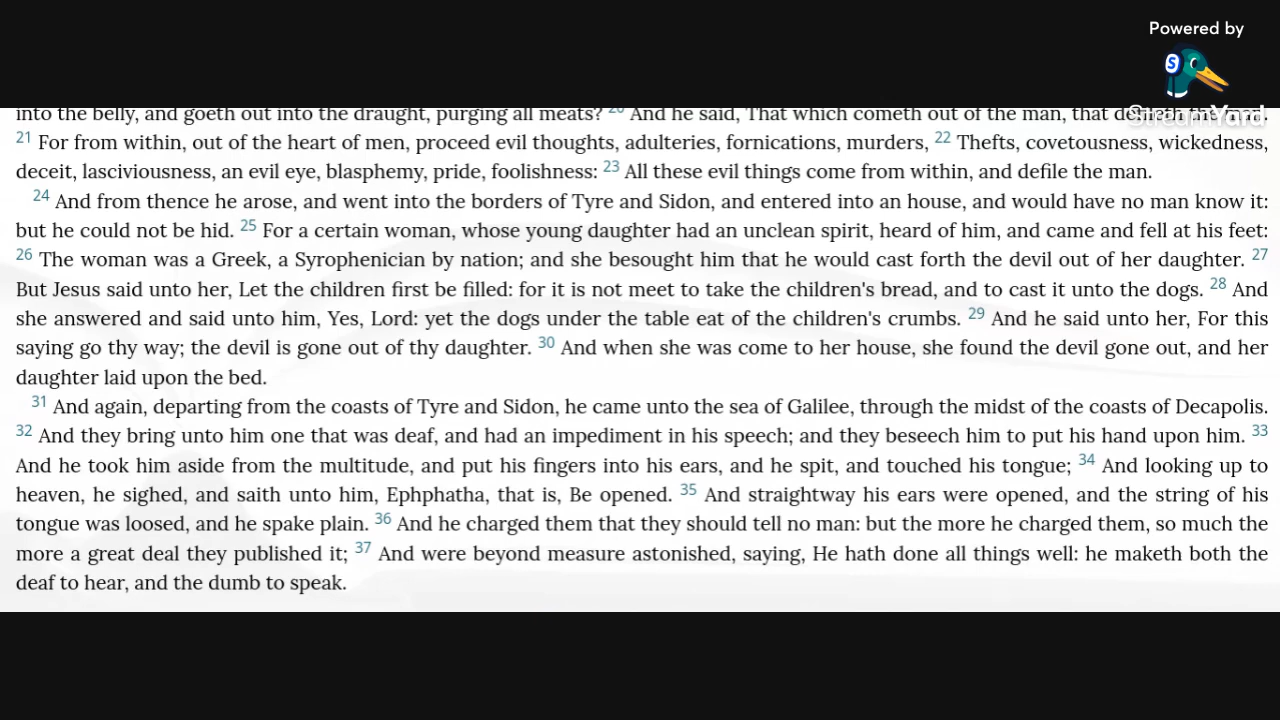 Powered by
S
StreamYard
into the belly, and goeth out into the draught, purging all meats? 20 And he said, That which cometh out of the man, that defileth the man.
21 For from within, out of the heart of men, proceed evil thoughts, adulteries, fornications, murders, 22 Thefts, covetousness, wickedness,
deceit, lasciviousness, an evil eye, blasphemy, pride, foolishness: 23 All these evil things come from within, and defile the man.
24 And from thence he arose, and went into the borders of Tyre and Sidon, and entered into an house, and would have no man know it:
but he could not be hid. 25 For a certain woman, whose young daughter had an unclean spirit, heard of him, and came and fell at his feet:
26 The woman was a Greek, a Syrophenician by nation; and she besought him that he would cast forth the devil out of her daughter. 27
But Jesus said unto her, Let the children first be filled: for it is not meet to take the children's bread, and to cast it unto the dogs. 28 And
she answered and said unto him, Yes, Lord: yet the dogs under the table eat of the children's crumbs. 29 And he said unto her, For this
saying go thy way; the devil is gone out of thy daughter. 30 And when she was come to her house, she found the devil gone out, and her
daughter laid upon the bed.
31 And again, departing from the coasts of Tyre and Sidon, he came unto the sea of Galilee, through the midst of the coasts of Decapolis.
32 And they bring unto him one that was deaf, and had an impediment in his speech; and they beseech him to put his hand upon him. 33
And he took him aside from the multitude, and put his fingers into his ears, and he spit, and touched his tongue; 34 And looking up to
heaven, he sighed, and saith unto him, Ephphatha, that is, Be opened. 35 And straightway his ears were opened, and the string of his
tongue was loosed, and he spake plain. 36 And he charged them that they should tell no man: but the more he charged them, so much the
more a great deal they published it; 37 And were beyond measure astonished, saying, He hath done all things well: he maketh both the
deaf to hear, and the dumb to speak.